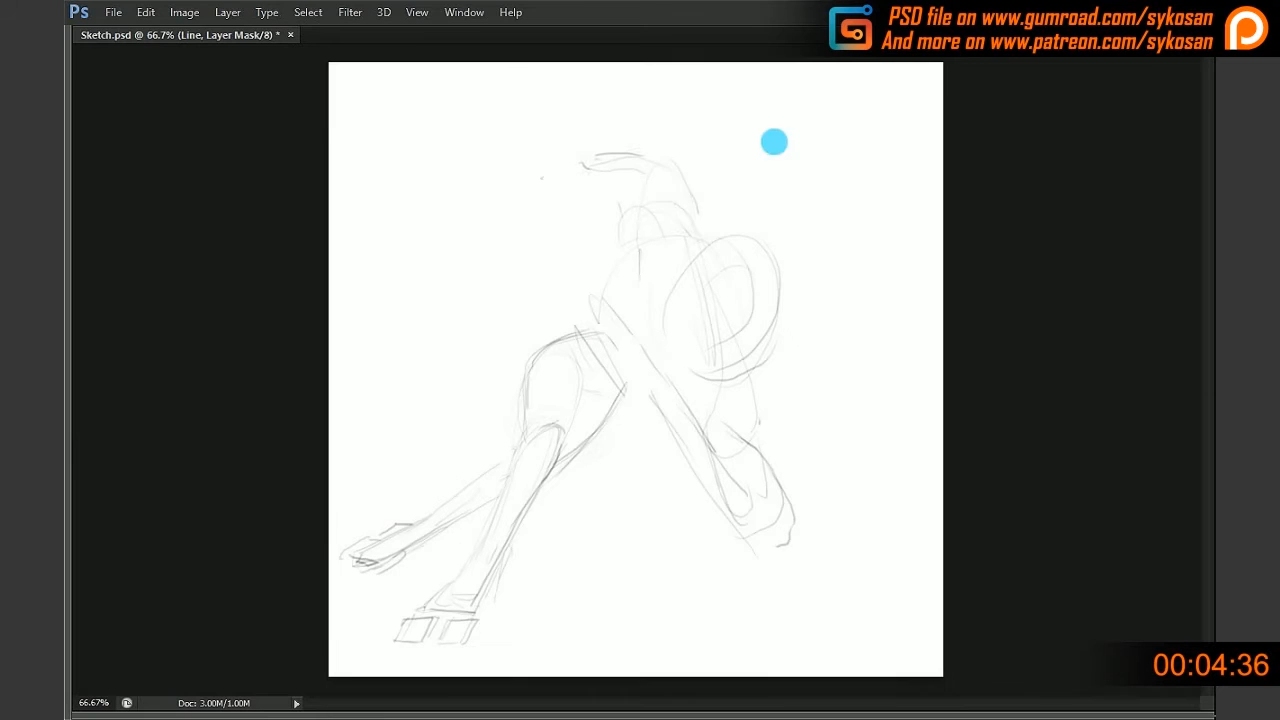 Ps File Edit Image Layer Type Select Filter 3D View Window Help
PSD file on www.gumroad.com/sykosan
And more on www.patreon.com/sykosan
Sketch.psd @ 66.7% (Line, Layer Mask/8) * ×
00:04:36
66.67% Doc: 3.00M/1.00M